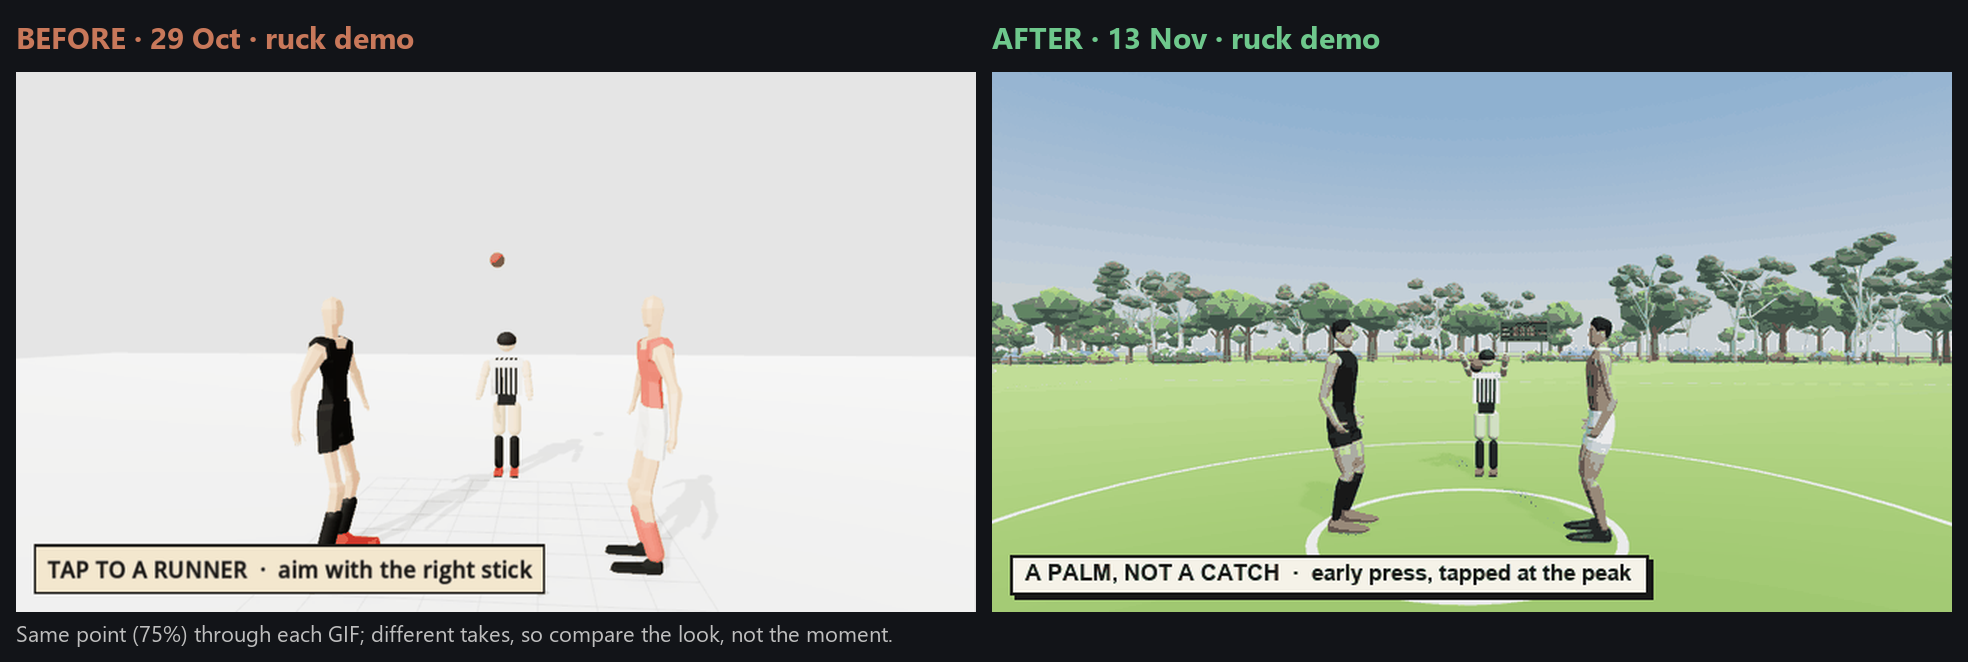 BEFORE · 29 Oct · ruck demo
AFTER · 13 Nov · ruck demo
TAP TO A RUNNER · aim with the right stick
A PALM, NOT A CATCH · early press, tapped at the peak
Same point (75%) through each GIF; different takes, so compare the look, not the moment.